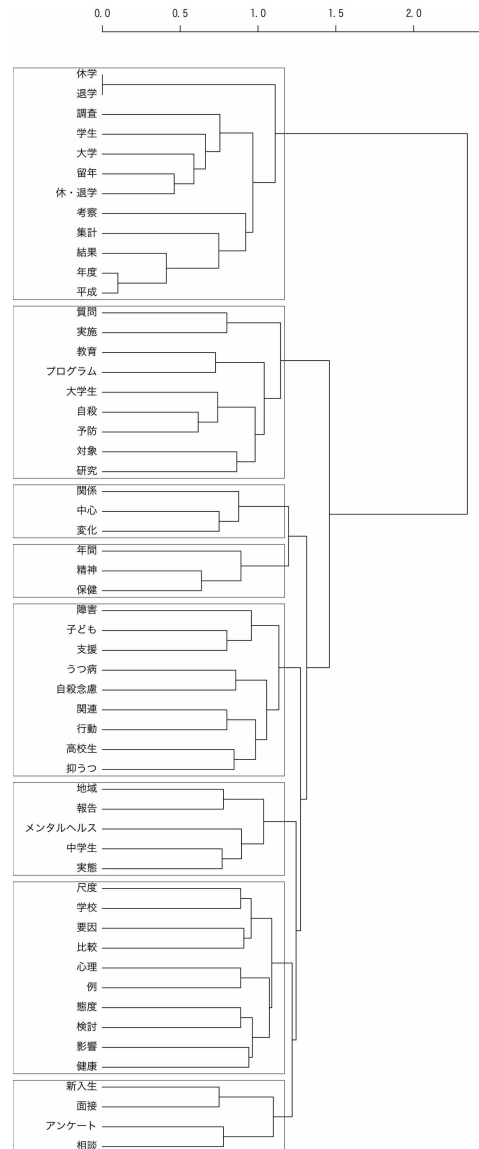 0.0 0.5 1.0 1.5 2.0
休学
退学
調査
学生
大学
留年
休・退学
考察
集計
結果
年度
平成
質問
実施
教育
プログラム
大学生
自殺
予防
対象
研究
関係
中心
変化
年間
精神
保健
障害
子ども
支援
うつ病
自殺念慮
関連
行動
高校生
抑うつ
地域
報告
メンタルヘルス
中学生
実態
尺度
学校
要因
比較
心理
例
態度
検討
影響
健康
新入生
面接
アンケート
相談